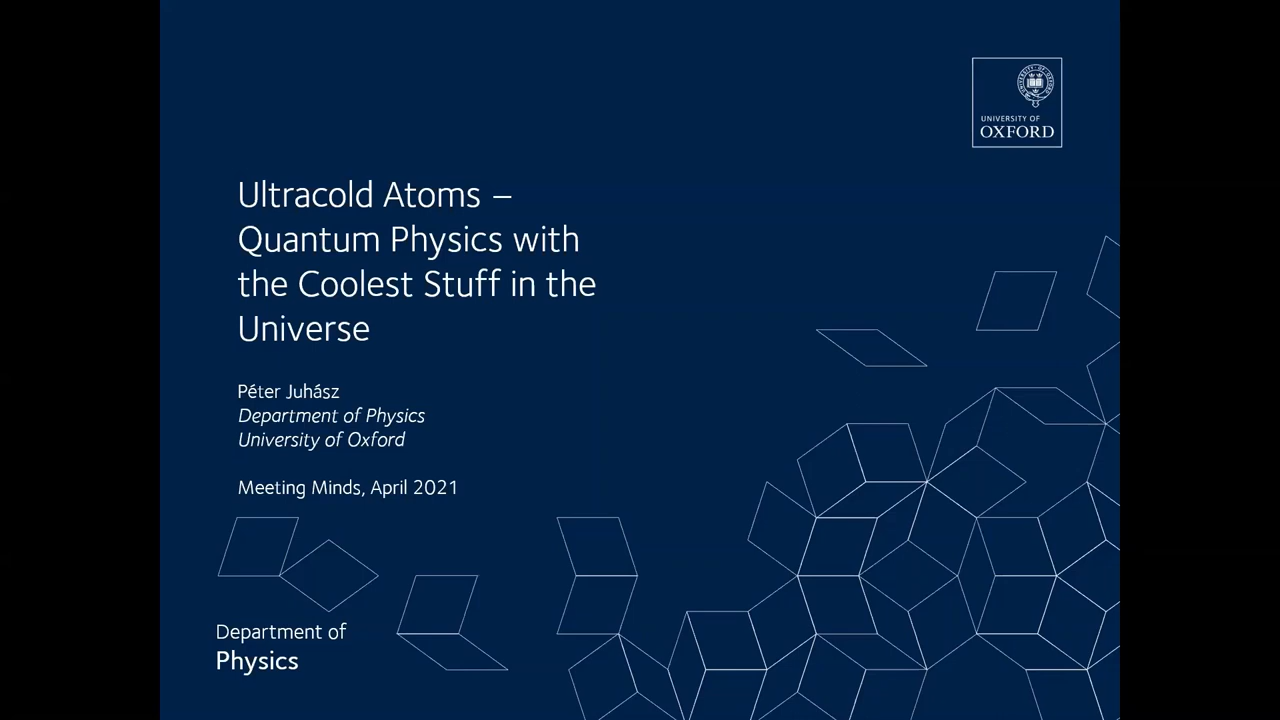 UNIVERSITY OF
OXFORD
Ultracold Atoms –
Quantum Physics with
the Coolest Stuff in the
Universe
Péter Juhász
Department of Physics
University of Oxford
Meeting Minds, April 2021
Department of
Physics